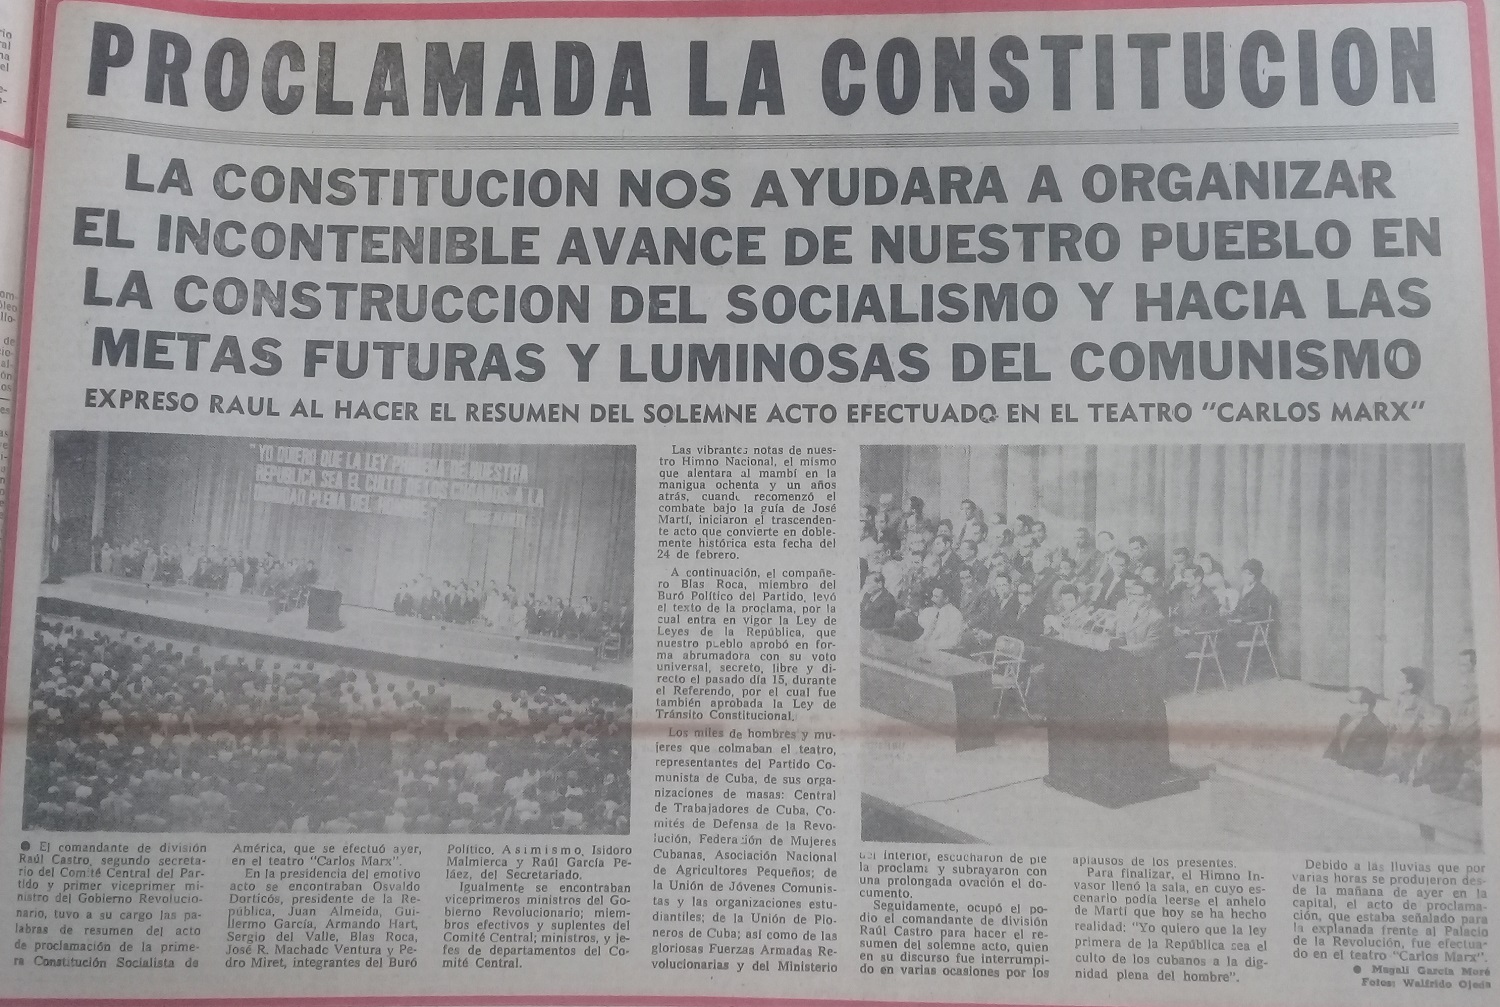 PROCLAMADA LA CONSTITUCION
LA CONSTITUCION NOS AYUDARA A ORGANIZAR
EL INCONTENIBLE AVANCE DE NUESTRO PUEBLO EN
LA CONSTRUCCION DEL SOCIALISMO Y HACIA LAS
METAS FUTURAS Y LUMINOSAS DEL COMUNISMO
EXPRESO RAUL AL HACER EL RESUMEN DEL SOLEMNE ACTO EFECTUADO EN EL TEATRO "CARLOS MARX"
"YO QUIERO QUE LA LEY PRIMERA DE NUESTRA
REPUBLICA SEA EL CULTO DE LOS CUBANOS A LA
DIGNIDAD PLENA DEL HOMBRE"
● El comandante de división
Raúl Castro, segundo secreta-
rio del Comité Central del Par-
tido y primer viceprimer mi-
nistro del Gobierno Revolucio-
nario, tuvo a su cargo las pa-
labras de resumen del acto
de proclamación de la prime-
ra Constitución Socialista de
América, que se efectuó ayer,
en el teatro "Carlos Marx".
En la presidencia del emotivo
acto se encontraban Osvaldo
Dorticós, presidente de la Re-
pública, Juan Almeida, Gui-
llermo García, Armando Hart,
Sergio del Valle, Blas Roca,
José R. Machado Ventura y Pe-
dro Miret, integrantes del Buró
Político, Asimismo, Isidoro
Malmierca y Raúl García Pe-
láez, del Secretariado.
Igualmente se encontraban
viceprimeros ministros del Go-
bierno Revolucionario; miem-
bros efectivos y suplentes del
Comité Central; ministros, y je-
fes de departamentos del Co-
mité Central.
Las vibrantes notas de nues-
tro Himno Nacional, el mismo
que alentara al mambí en la
manigua ochenta y un años
atrás, cuando recomenzó el
combate bajo la guía de José
Martí, iniciaron el trascenden-
te acto que convierte en doble-
mente histórica esta fecha del
24 de febrero.
A continuación, el compañe-
ro Blas Roca, miembro del
Buró Político del Partido, leyó
el texto de la proclama, por la
cual entra en vigor la Ley de
Leyes de la República, que
nuestro pueblo aprobó en for-
ma abrumadora con su voto
universal, secreto, libre y di-
recto el pasado día 15, durante
el Referendo, por el cual fue
también aprobada la Ley de
Tránsito Constitucional.
Los miles de hombres y mu-
jeres que colmaban el teatro,
representantes del Partido Co-
munista de Cuba, de sus orga-
nizaciones de masas: Central
de Trabajadores de Cuba, Co-
mités de Defensa de la Revo-
lución, Federación de Mujeres
Cubanas, Asociación Nacional
de Agricultores Pequeños; de
la Unión de Jóvenes Comunis-
tas y las organizaciones estu-
diantiles; de la Unión de Pio-
neros de Cuba; así como de las
gloriosas Fuerzas Armadas Re-
volucionarias y del Ministerio
del Interior, escucharon de pie
la proclama y subrayaron con
una prolongada ovación el do-
cumento.
Seguidamente, ocupó el po-
dio el comandante de división
Raúl Castro para hacer el re-
sumen del solemne acto, quien
en su discurso fue interrumpi-
do en varias ocasiones por los
aplausos de los presentes.
Para finalizar, el Himno In-
vasor llenó la sala, en cuyo es-
cenario podía leerse el anhelo
de Martí que hoy se ha hecho
realidad: "Yo quiero que la ley
primera de la República sea el
culto de los cubanos a la dig-
nidad plena del hombre".
Debido a las lluvias que por
varias horas se produjeron des-
de la mañana de ayer en la
capital, el acto de proclama-
ción, que estaba señalado para
la explanada frente al Palacio
de la Revolución, fue efectua-
do en el teatro "Carlos Marx".
● Magali García Moré
Fotos: Walfrido Ojeda